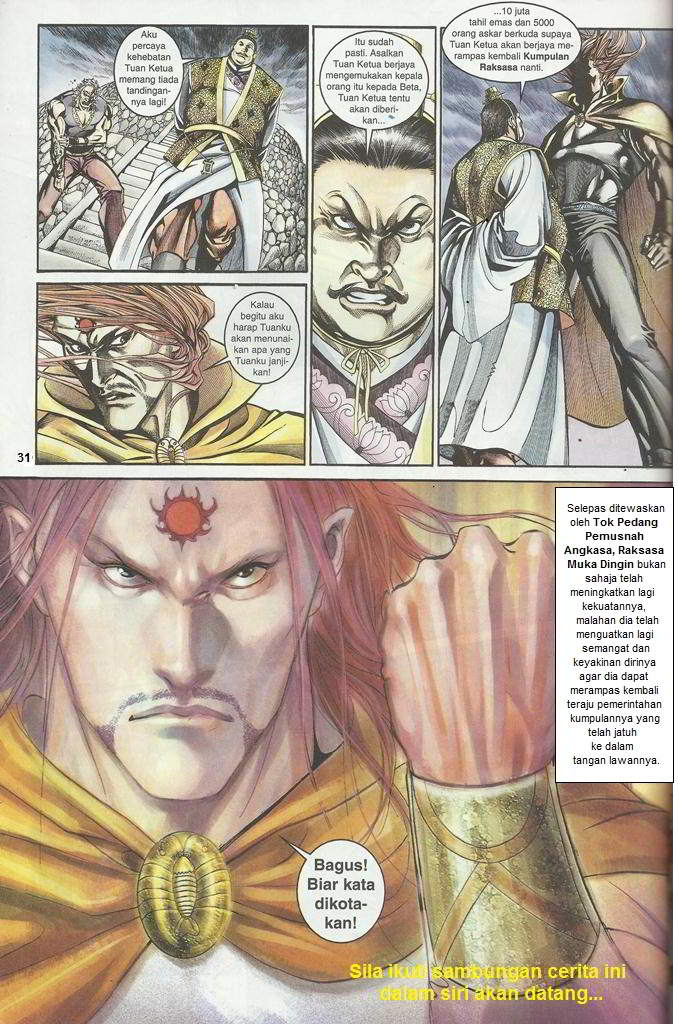 Aku
percaya
kehebatan
Tuan Ketua
memang tiada
tandingan-
nya lagi!
Itu sudah
pasti. Asalkan
Tuan Ketua berjaya
mengemukakan kepala
orang itu kepada Beta,
Tuan Ketua tentu
akan diberi-
kan...
...10 juta
tahil emas dan 5000
orang askar berkuda supaya
Tuan Ketua akan berjaya me-
rampas kembali Kumpulan
Raksasa nanti.
Kalau
begitu aku
harap Tuanku
akan menunai-
kan apa yang
Tuanku janji-
kan!
31
Selepas ditewaskan
oleh Tok Pedang
Pemusnah
Angkasa, Raksasa
Muka Dingin bukan
sahaja telah
meningkatkan lagi
kekuatannya,
malahan dia telah
menguatkan lagi
semangat dan
keyakinan dirinya
agar dia dapat
merampas kembali
teraju pemerintahan
kumpulannya yang
telah jatuh
ke dalam
tangan lawannya.
Bagus!
Biar kata
dikota-
kan!
Sila ikuti sambungan cerita ini
dalam siri akan datang...